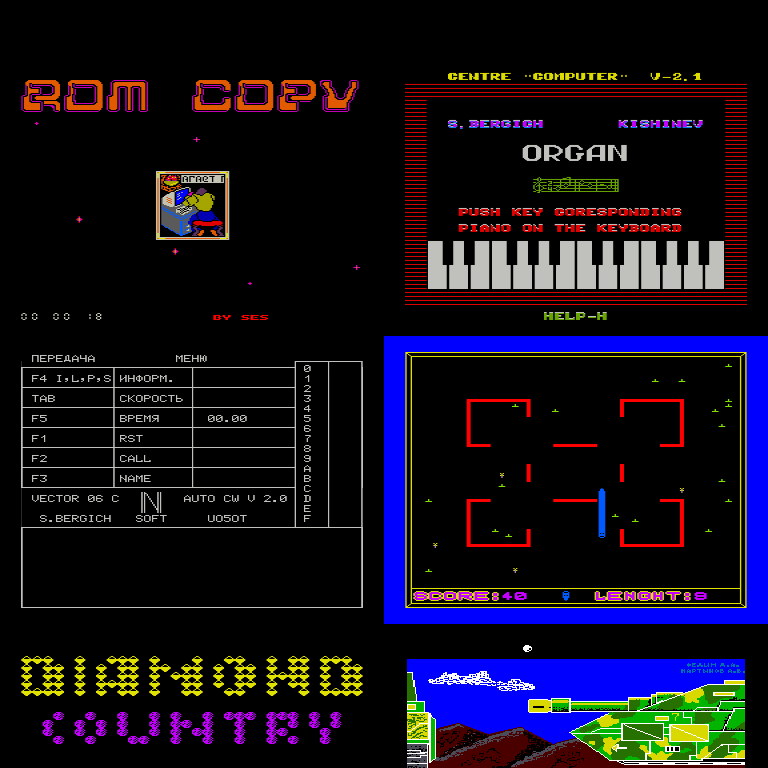 ROM COPY
АГАЕТ П
00 00 :8
BY SES
CENTRE "COMPUTER" V-2,1
S.BERGICH KISHINEV
ORGAN
PUSH KEY CORESPONDING
PIANO ON THE KEYBOARD
HELP-H
ПЕРЕДАЧА МЕНЮ
F4 I,L,P,S ИНФОРМ.
TAB СКОРОСТЬ
F5 ВРЕМЯ 00.00
F1 RST
F2 CALL
F3 NAME
0
1
2
3
4
5
6
7
8
9
A
B
C
D
E
F
VECTOR 06 C N AUTO CW V 2.0
S.BERGICH SOFT UO5OT
SCORE:40 LENGHT:9
DIAMOND
COUNTRY